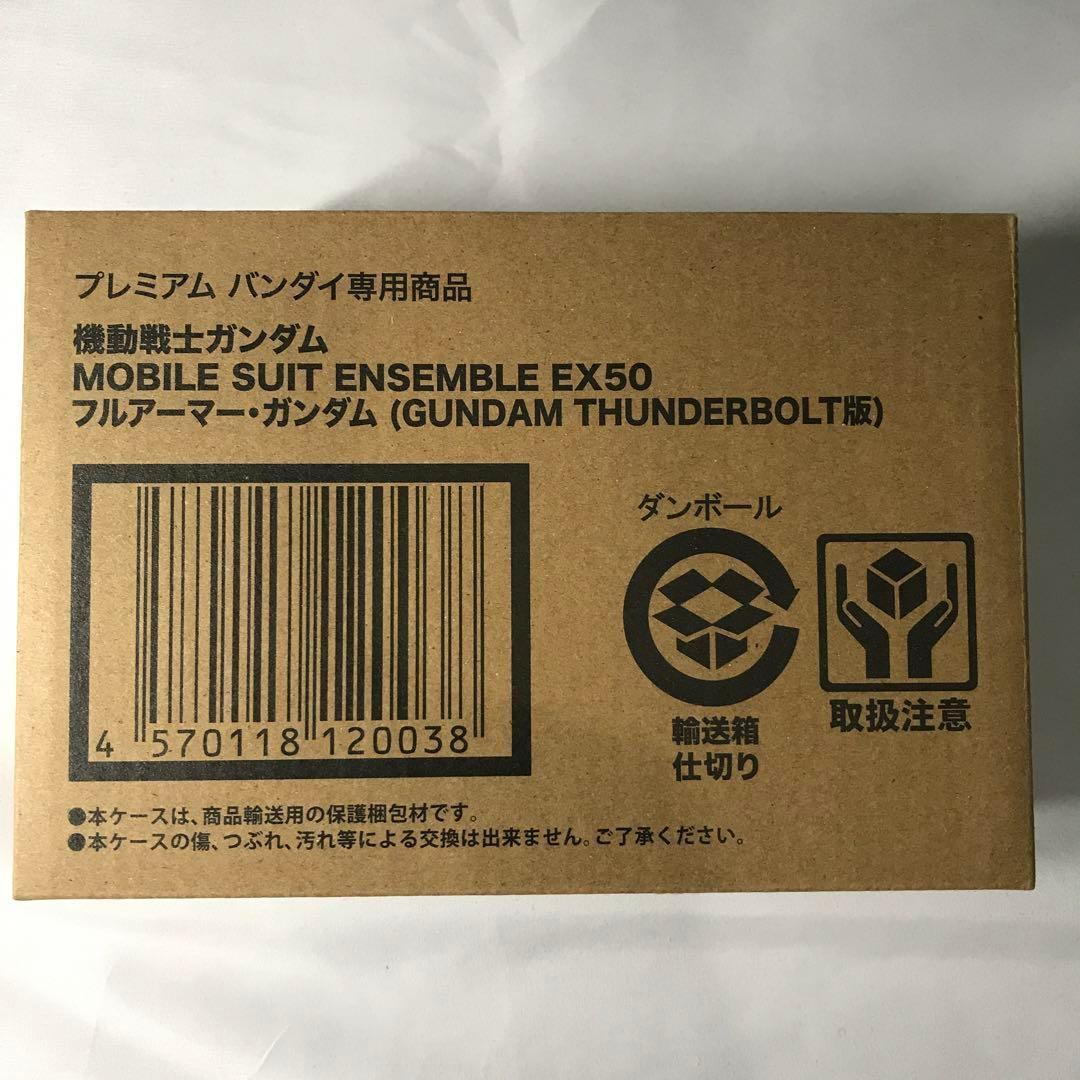 プレミアム バンダイ専用商品
機動戦士ガンダム
MOBILE SUIT ENSEMBLE EX50
フルアーマー・ガンダム (GUNDAM THUNDERBOLT版)
4 570118 120038
ダンボール
輸送箱
仕切り
取扱注意
●本ケースは、商品輸送用の保護梱包材です。
●本ケースの傷、つぶれ、汚れ等による交換は出来ません。ご了承ください。